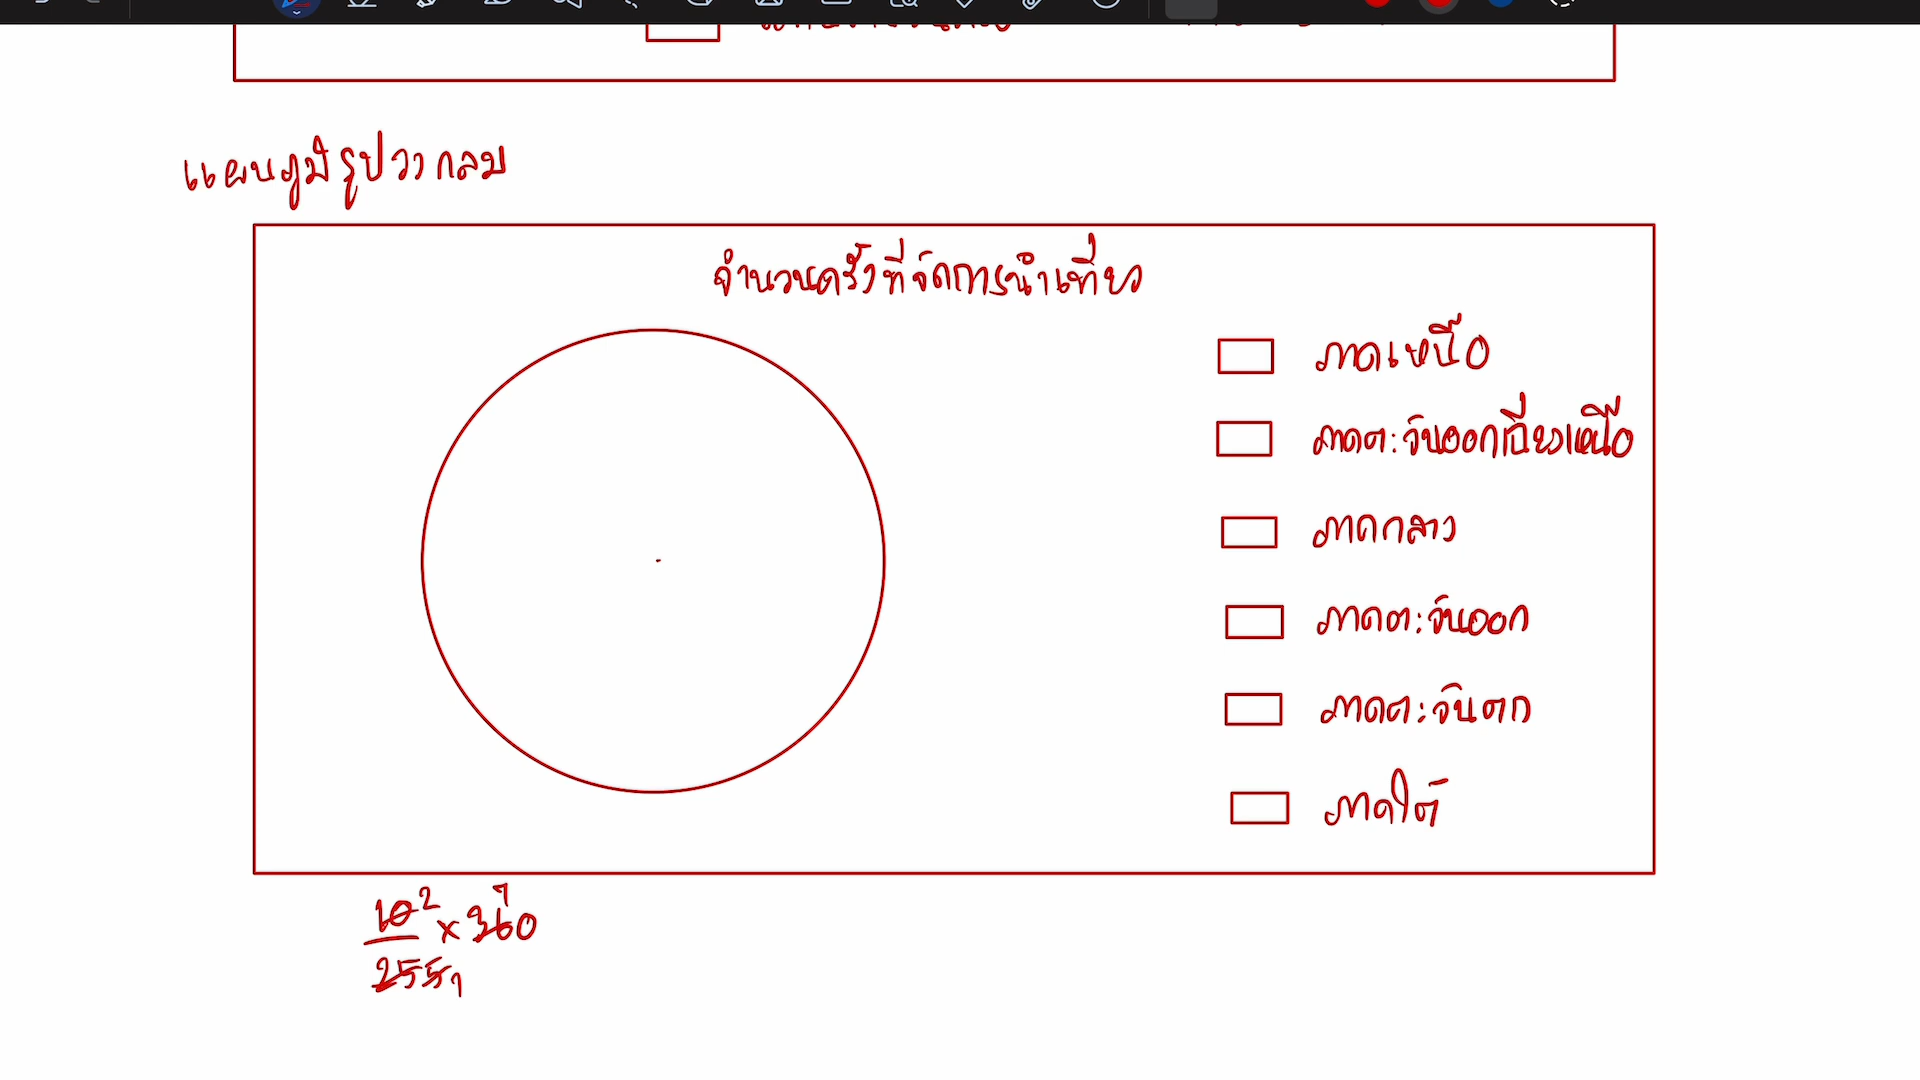 แผนภูมิรูปวงกลม
จำนวนครั้งที่จัดการนำเที่ยว
ภาคเหนือ
ภาคตะวันออกเฉียงเหนือ
ภาคกลาง
ภาคตะวันออก
ภาคตะวันตก
ภาคใต้
10 2 × 360
25 5 1